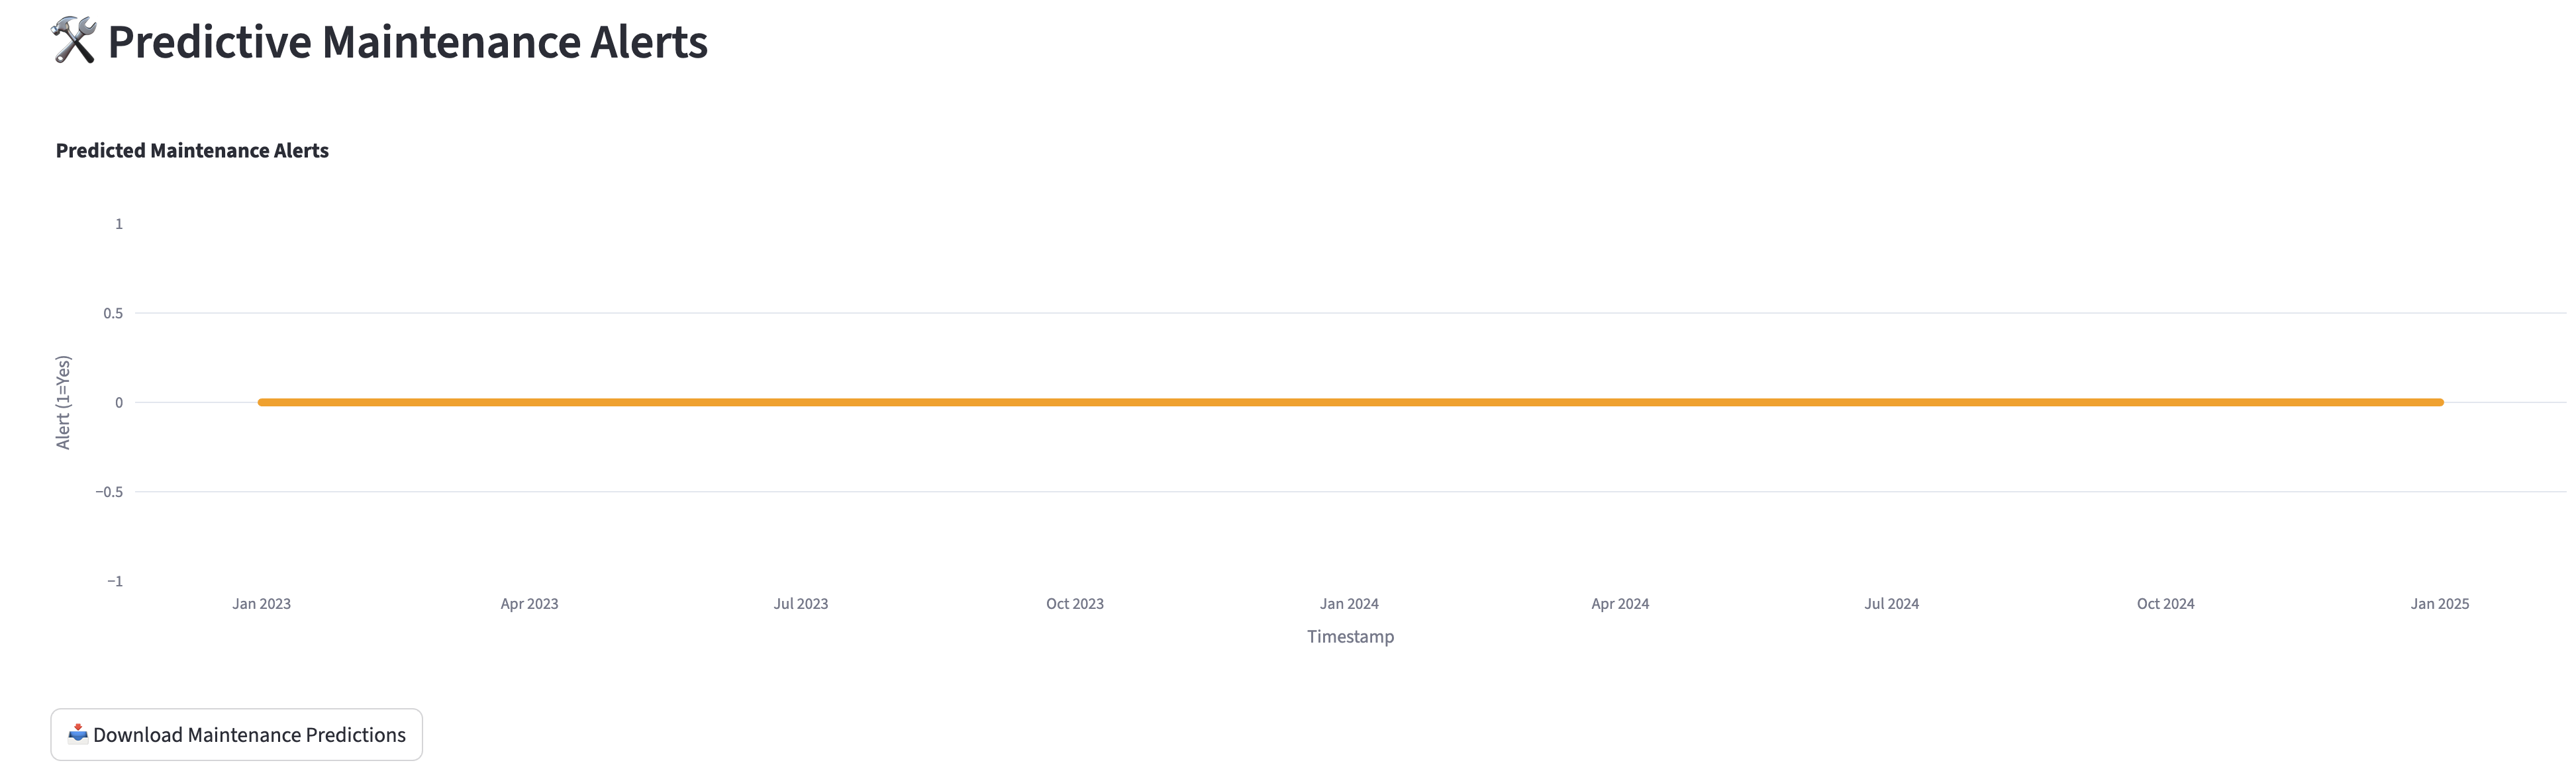 🛠 Predictive Maintenance Alerts
Predicted Maintenance Alerts
1
0.5
0
−0.5
−1
Alert (1=Yes)
Jan 2023 Apr 2023 Jul 2023 Oct 2023 Jan 2024 Apr 2024 Jul 2024 Oct 2024 Jan 2025
Timestamp
📥 Download Maintenance Predictions